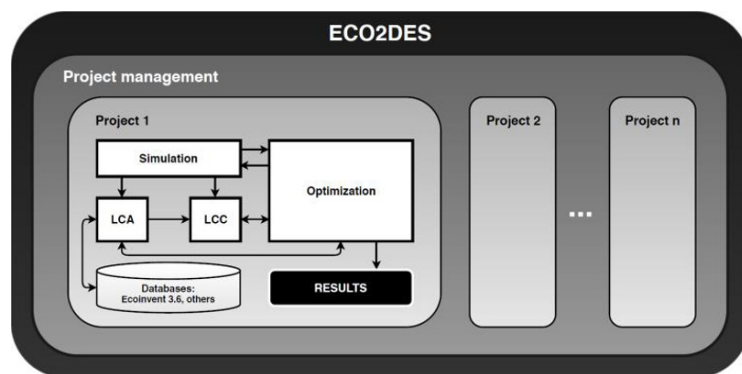 ECO2DES
Project management
Project 1
Simulation
Optimization
LCA
LCC
Databases:
Ecoinvent 3.6, others
RESULTS
Project 2
...
Project n